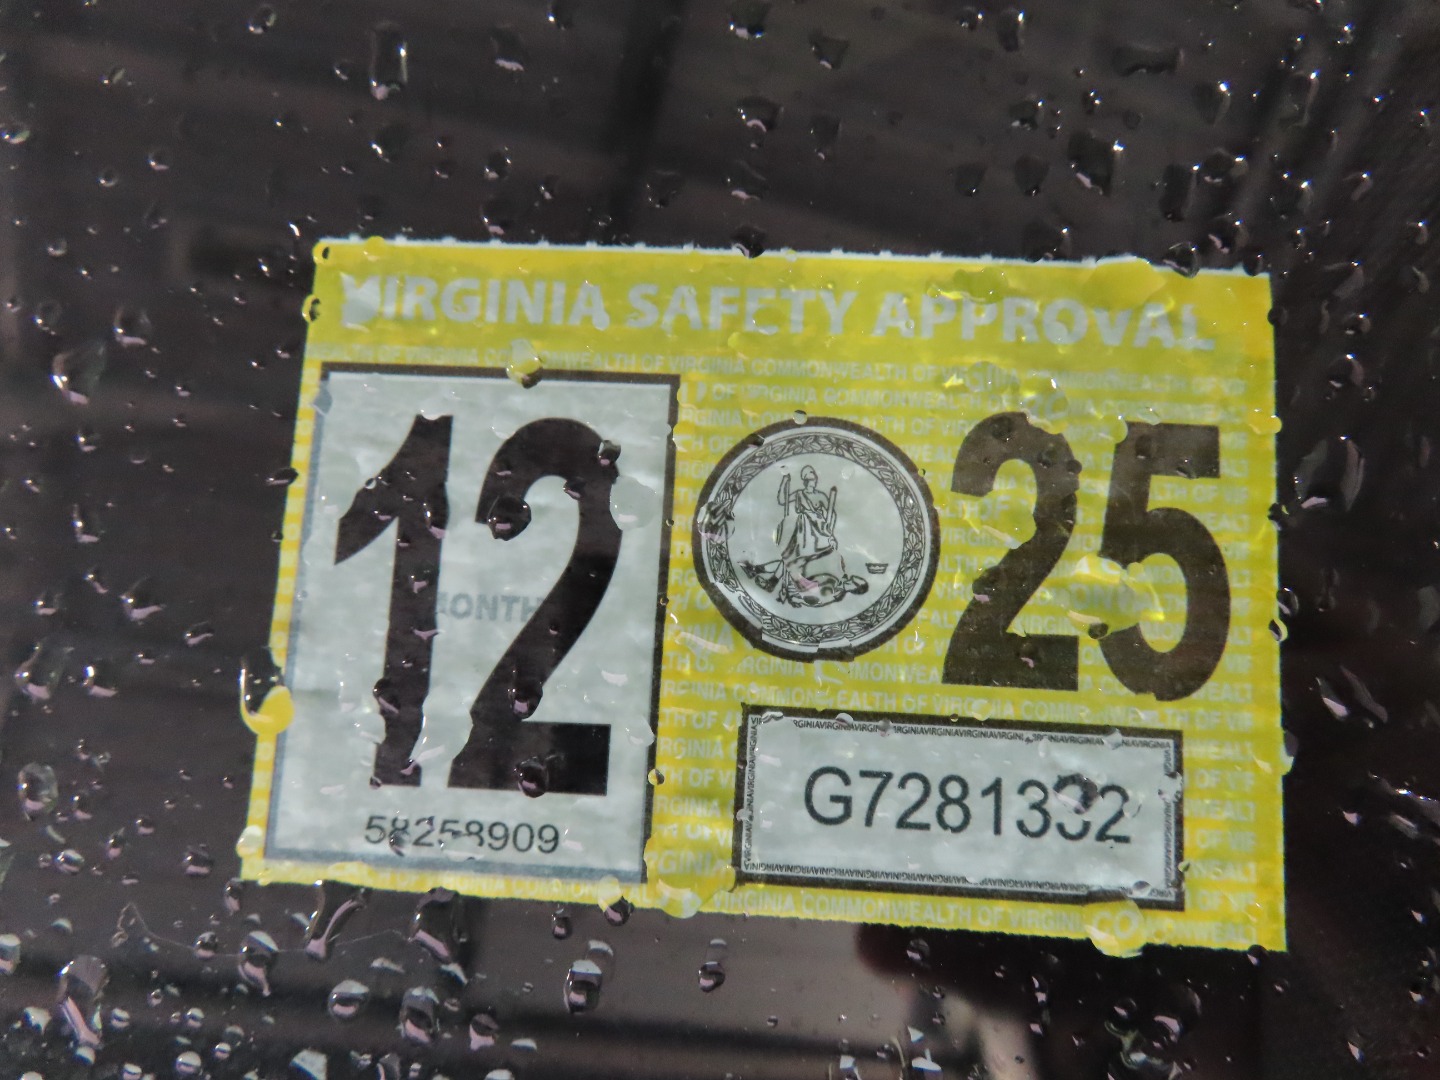 VIRGINIA SAFETY APPROVAL
12
MONTH
58258909
25
G7281332